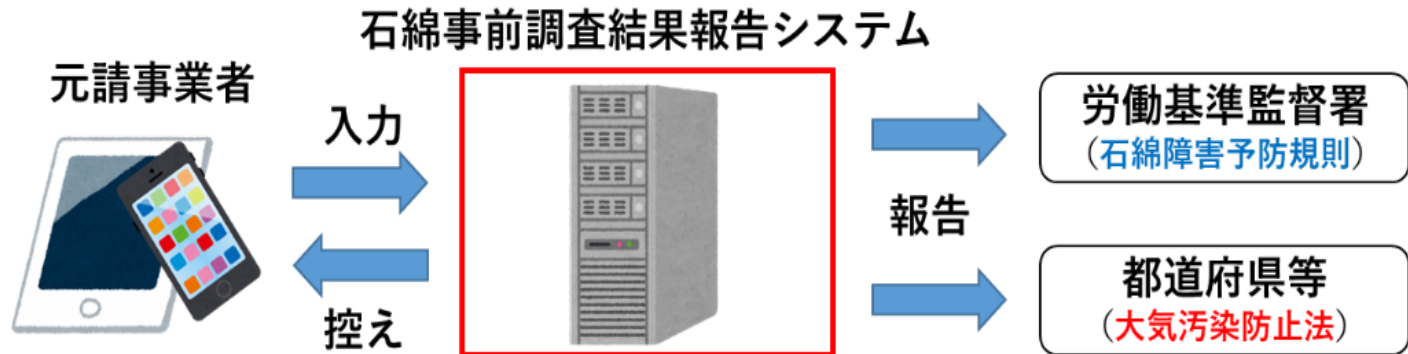 石綿事前調査結果報告システム
元請事業者
入力
控え
報告
労働基準監督署
（石綿障害予防規則）
都道府県等
（大気汚染防止法）